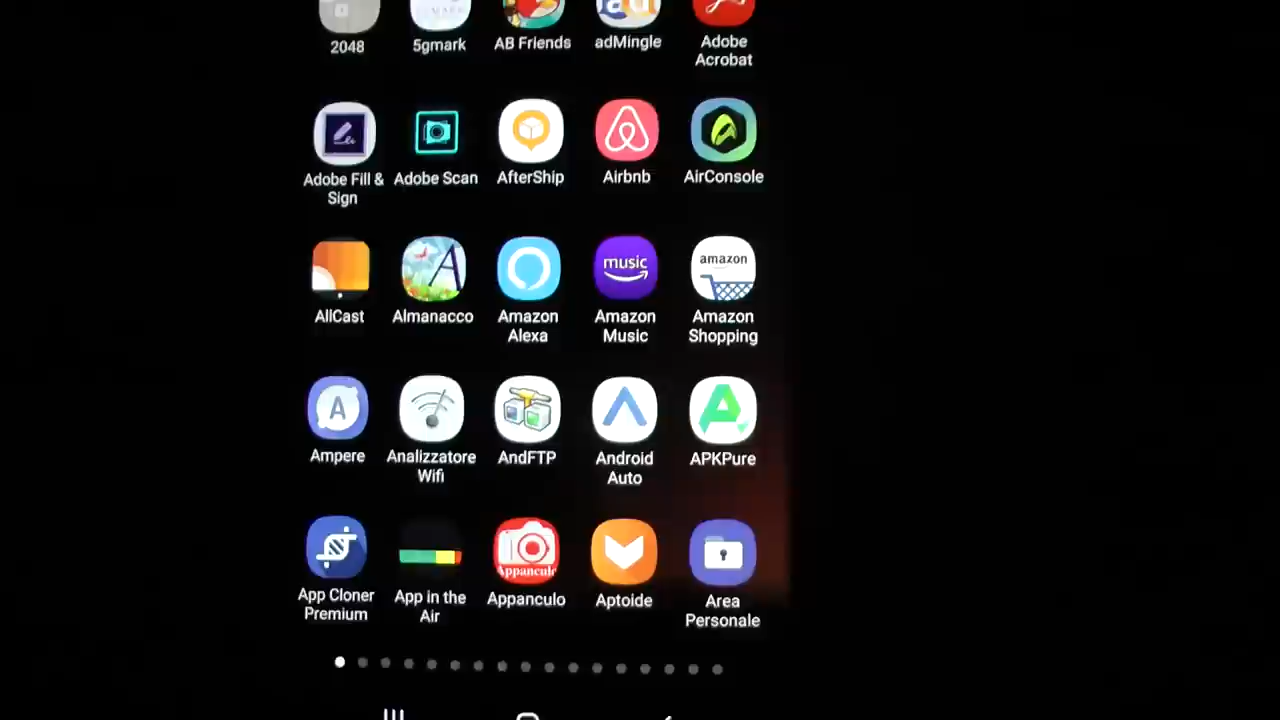 2048
5gmark
AB Friends
adMingle
Adobe
Acrobat
Adobe Fill &
Sign
Adobe Scan
AfterShip
Airbnb
AirConsole
AllCast
A
Almanacco
Amazon
Alexa
music
Amazon
Music
amazon
Amazon
Shopping
A
Ampere
Analizzatore
Wifi
AndFTP
Android
Auto
APKPure
App Cloner
Premium
App in the
Air
Appanculo
Appanculo
Aptoide
Area
Personale